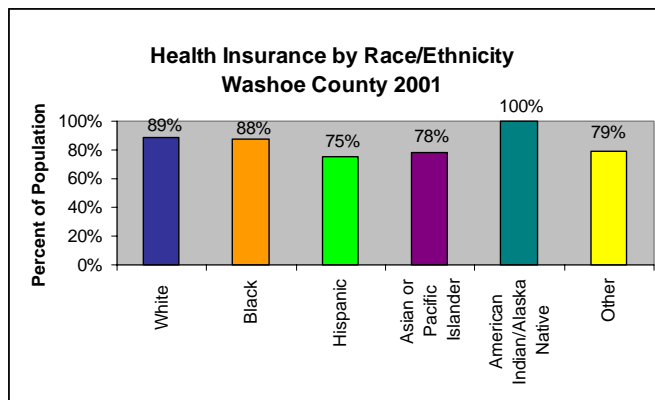 Health Insurance by Race/Ethnicity
Washoe County 2001
Percent of Population
100%
80%
60%
40%
20%
0%
89%
88%
75%
78%
100%
79%
White
Black
Hispanic
Asian or
Pacific
Islander
American
Indian/Alaska
Native
Other